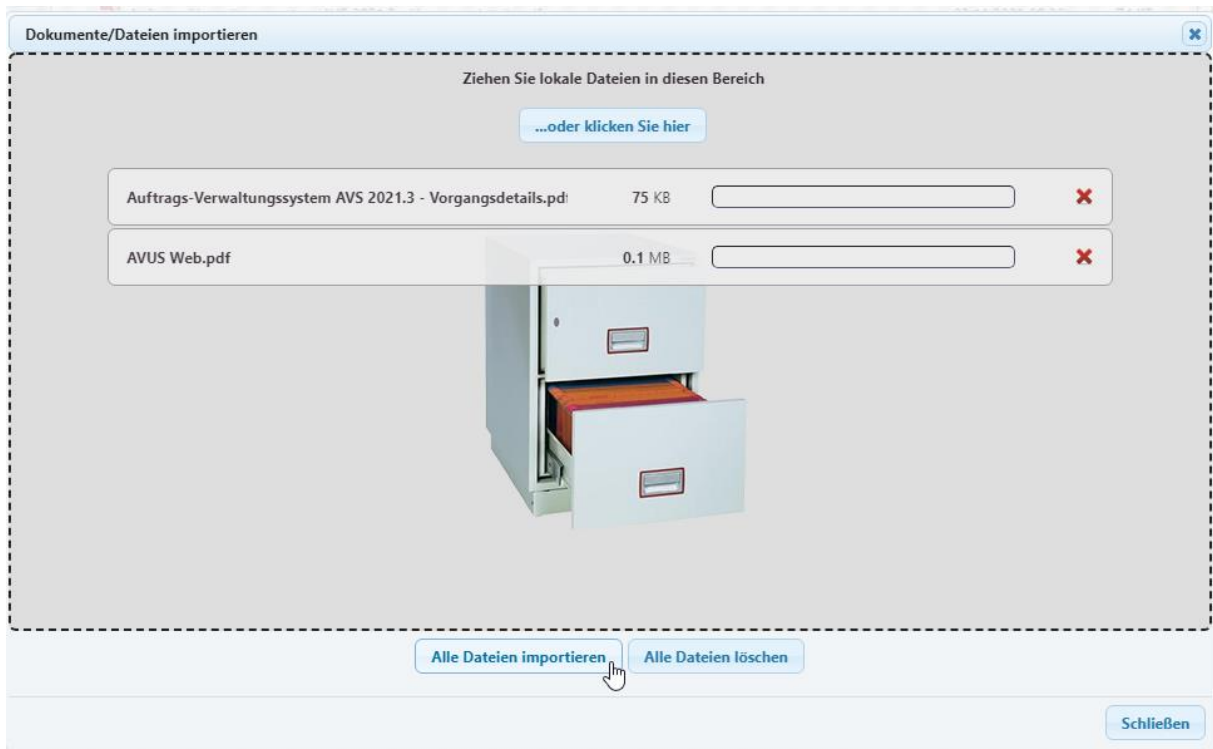 Dokumente/Dateien importieren
Ziehen Sie lokale Dateien in diesen Bereich
...oder klicken Sie hier
Auftrags-Verwaltungssystem AVS 2021.3 - Vorgangsdetails.pd 75 KB
AVUS Web.pdf 0.1 MB
Alle Dateien importieren Alle Dateien löschen
Schließen